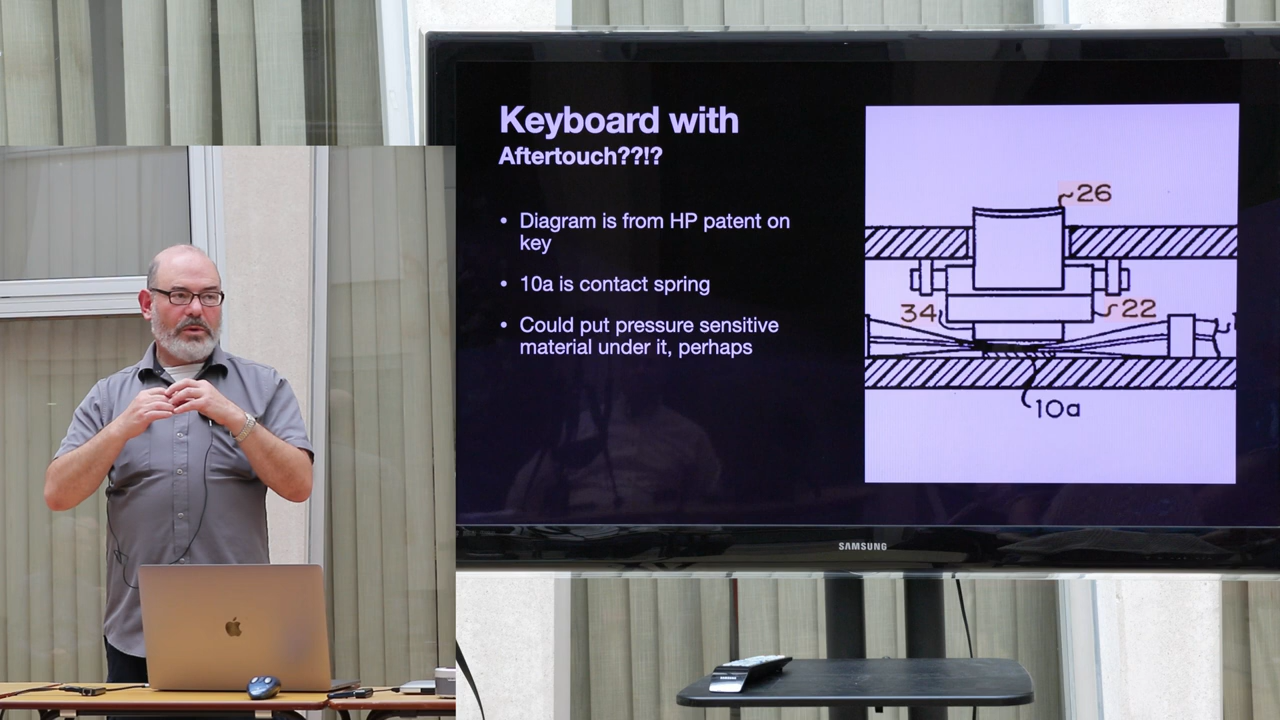 Keyboard with
Aftertouch??!?
• Diagram is from HP patent on
key
• 10a is contact spring
• Could put pressure sensitive
material under it, perhaps
26
34
22
10a
SAMSUNG